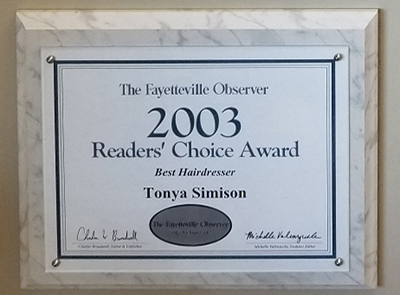 The Fayetteville Observer
2003
Readers' Choice Award
Best Hairdresser
Tonya Simison
The Fayetteville Observer